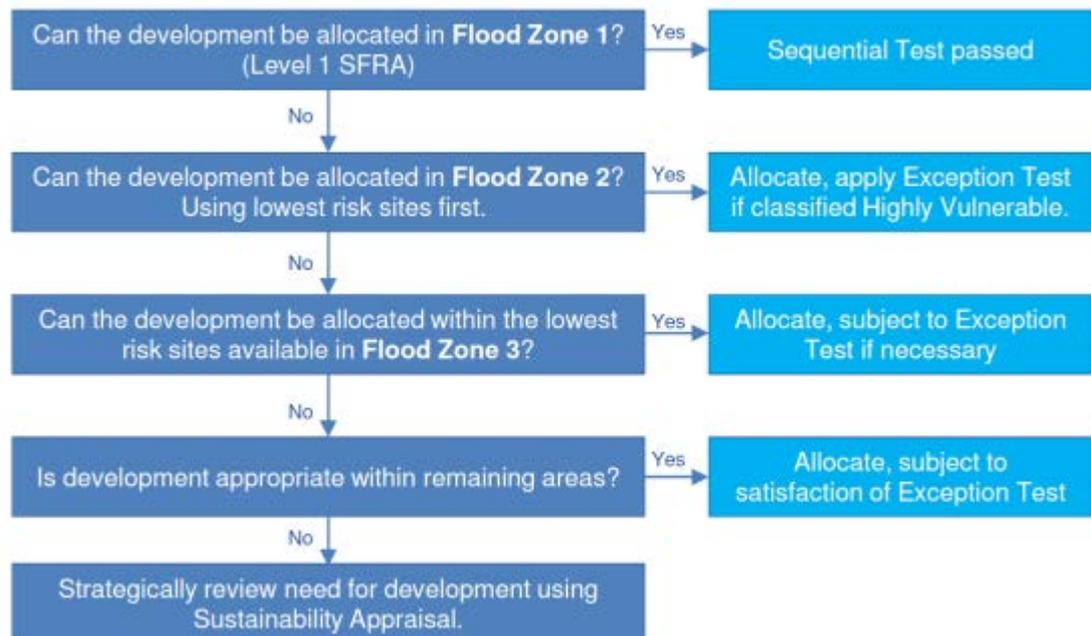 Can the development be allocated in Flood Zone 1?
(Level 1 SFRA)
Yes
Sequential Test passed
No
Can the development be allocated in Flood Zone 2?
Using lowest risk sites first.
Yes
Allocate, apply Exception Test
if classified Highly Vulnerable.
No
Can the development be allocated within the lowest
risk sites available in Flood Zone 3?
Yes
Allocate, subject to Exception
Test if necessary
No
Is development appropriate within remaining areas?
Yes
Allocate, subject to
satisfaction of Exception Test
No
Strategically review need for development using
Sustainability Appraisal.